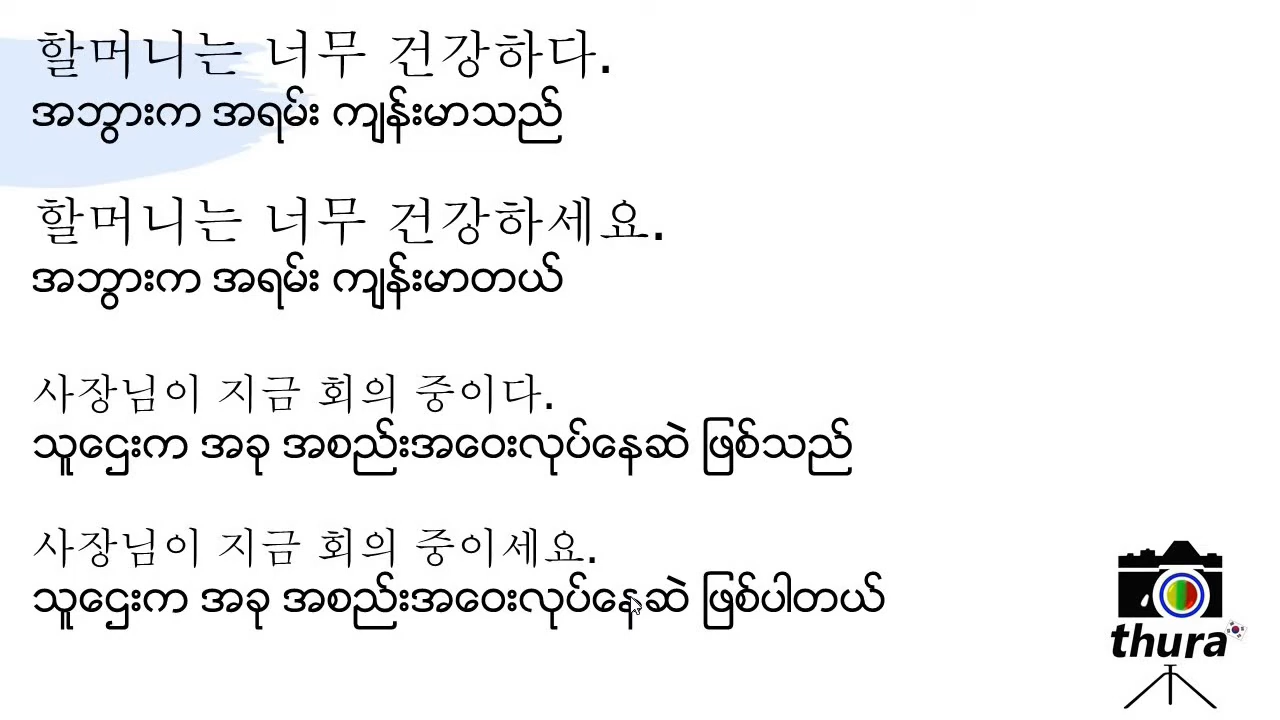 할머니는 너무 건강하다.
အဘွားက အရမ်း ကျန်းမာသည်
할머니는 너무 건강하세요.
အဘွားက အရမ်း ကျန်းမာတယ်
사장님이 지금 회의 중이다.
သူဌေးက အခု အစည်းအဝေးလုပ်နေဆဲ ဖြစ်သည်
사장님이 지금 회의 중이세요.
သူဌေးက အခု အစည်းအဝေးလုပ်နေဆဲ ဖြစ်ပါတယ်
thura